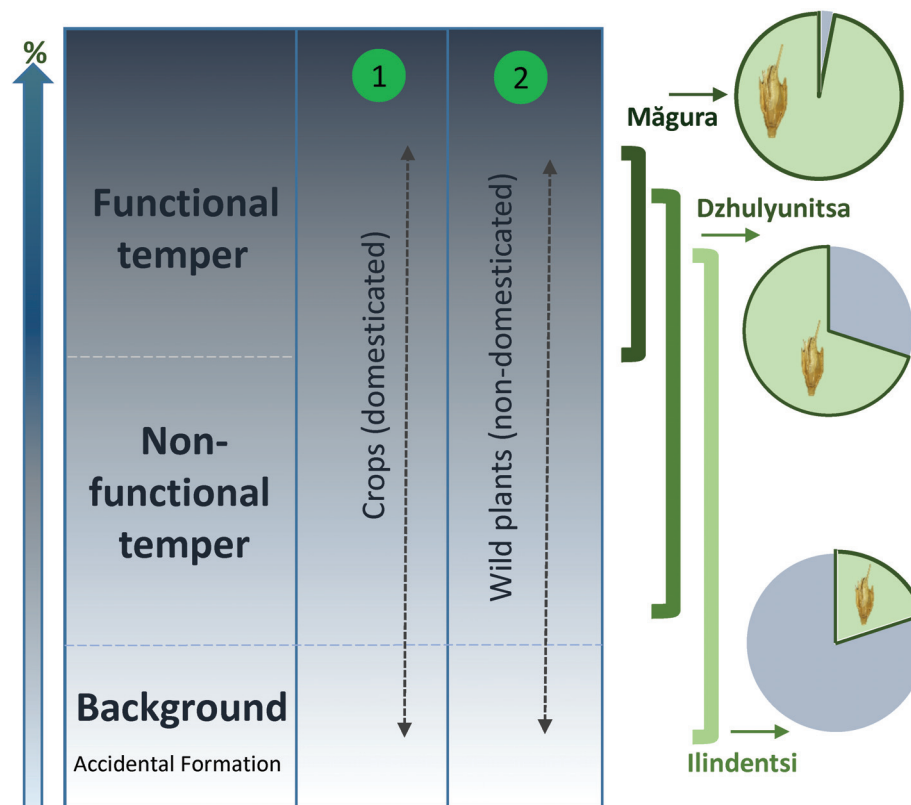 %
1
2
Functional
temper
Non-
functional
temper
Background
Accidental Formation
Crops (domesticated)
Wild plants (non-domesticated)
Măgura
Dzhulyunitsa
Ilindentsi